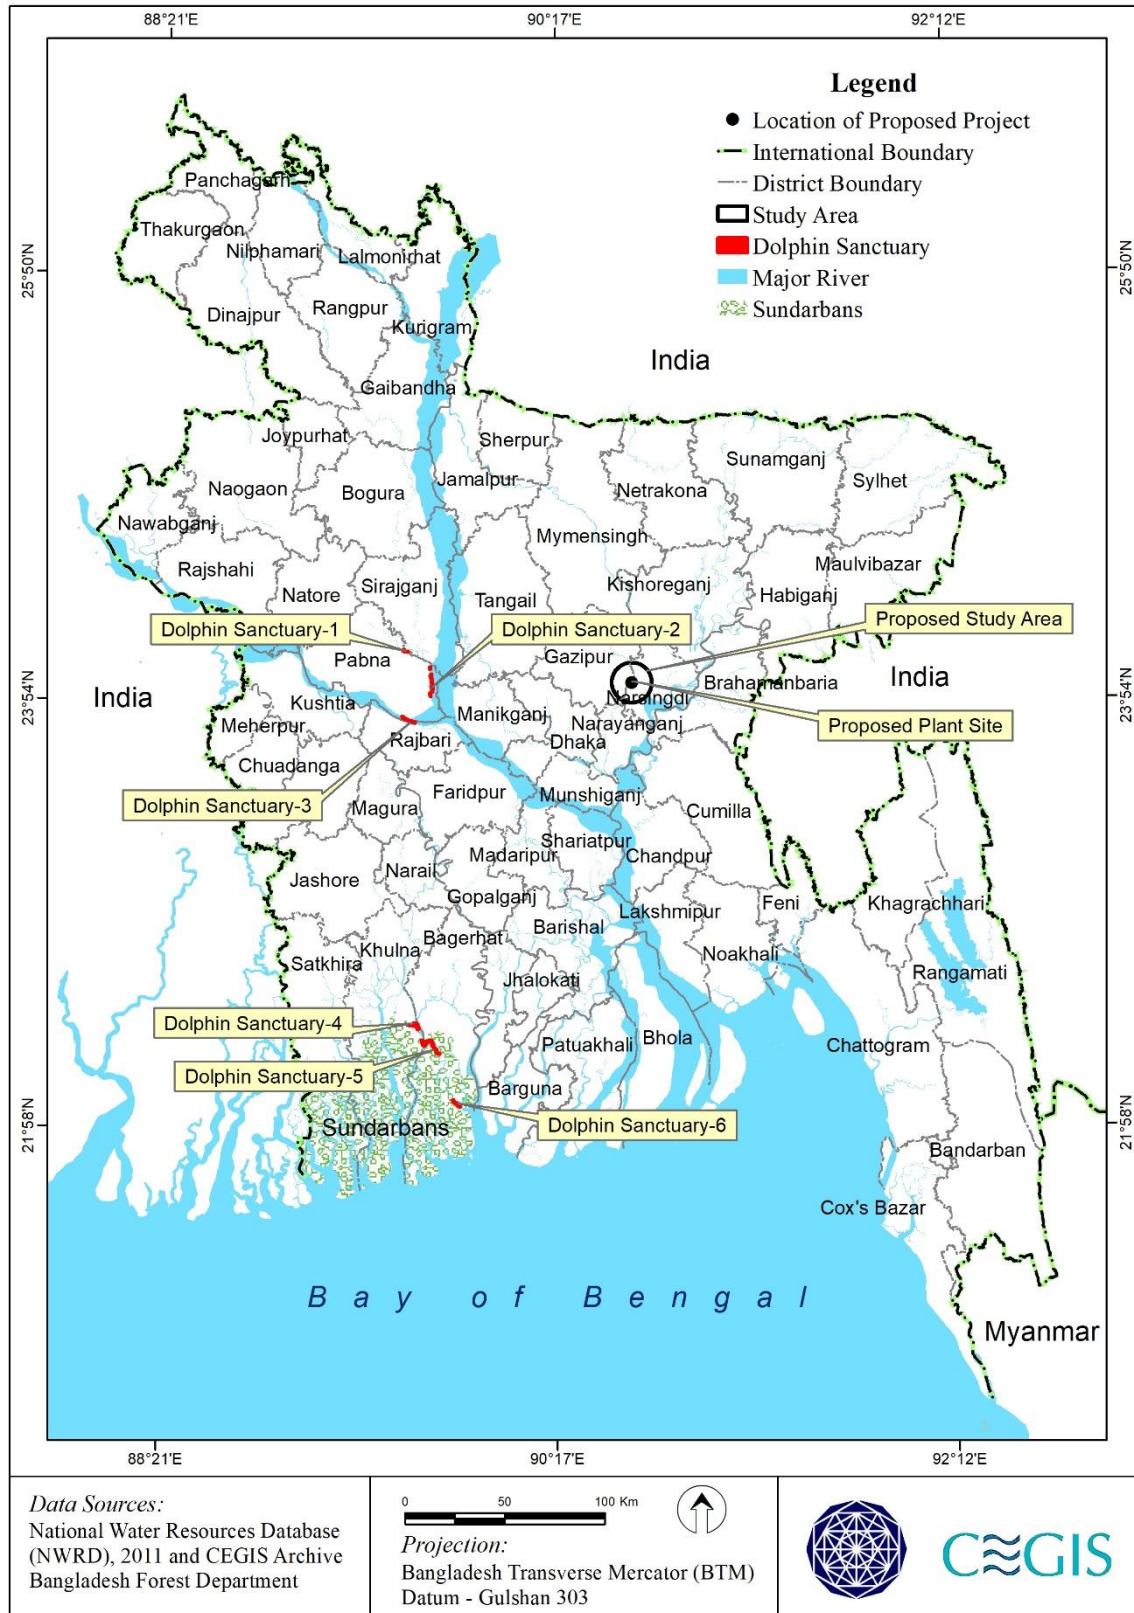 88°21'E
90°17'E
92°12'E
Legend
Location of Proposed Project
International Boundary
District Boundary
Study Area
Dolphin Sanctuary
Major River
Sundarbans
25°50'N
25°50'N
Panchagarh
Thakurgaon
Nilphamari
Lalmonirhat
Dinajpur
Rangpur
Kurigram
India
Gaibandha
Joypurhat
Sherpur
Sunamganj
Sylhet
Naogaon
Bogura
Jamalpur
Netrakona
Nawabganj
Mymensingh
Rajshahi
Sirajganj
Kishoreganj
Maulvibazar
Natore
Tangail
Habiganj
Dolphin Sanctuary-1
Dolphin Sanctuary-2
Proposed Study Area
Pabna
Gazipur
India
23°54'N
Kushtia
Narsingdi
Brahamanbaria
India
23°54'N
Meherpur
Manikganj
Narayanganj
Proposed Plant Site
Rajbari
Dhaka
Chuadanga
Dolphin Sanctuary-3
Magura
Faridpur
Munshiganj
Cumilla
Shariatpur
Jashore
Narail
Madaripur
Chandpur
Gopalganj
Lakshmipur
Feni
Khagrachhari
Khulna
Bagerhat
Barishal
Satkhira
Noakhali
Jhalokati
Rangamati
Dolphin Sanctuary-4
Patuakhali
Bhola
Chattogram
Dolphin Sanctuary-5
Barguna
21°58'N
Sundarbans
Dolphin Sanctuary-6
21°58'N
Bandarban
Cox's Bazar
Bay of Bengal
Myanmar
88°21'E
90°17'E
92°12'E
Data Sources:
National Water Resources Database
(NWRD), 2011 and CEGIS Archive
Bangladesh Forest Department
0 50 100 Km
Projection:
Bangladesh Transverse Mercator (BTM)
Datum - Gulshan 303
CEGIS